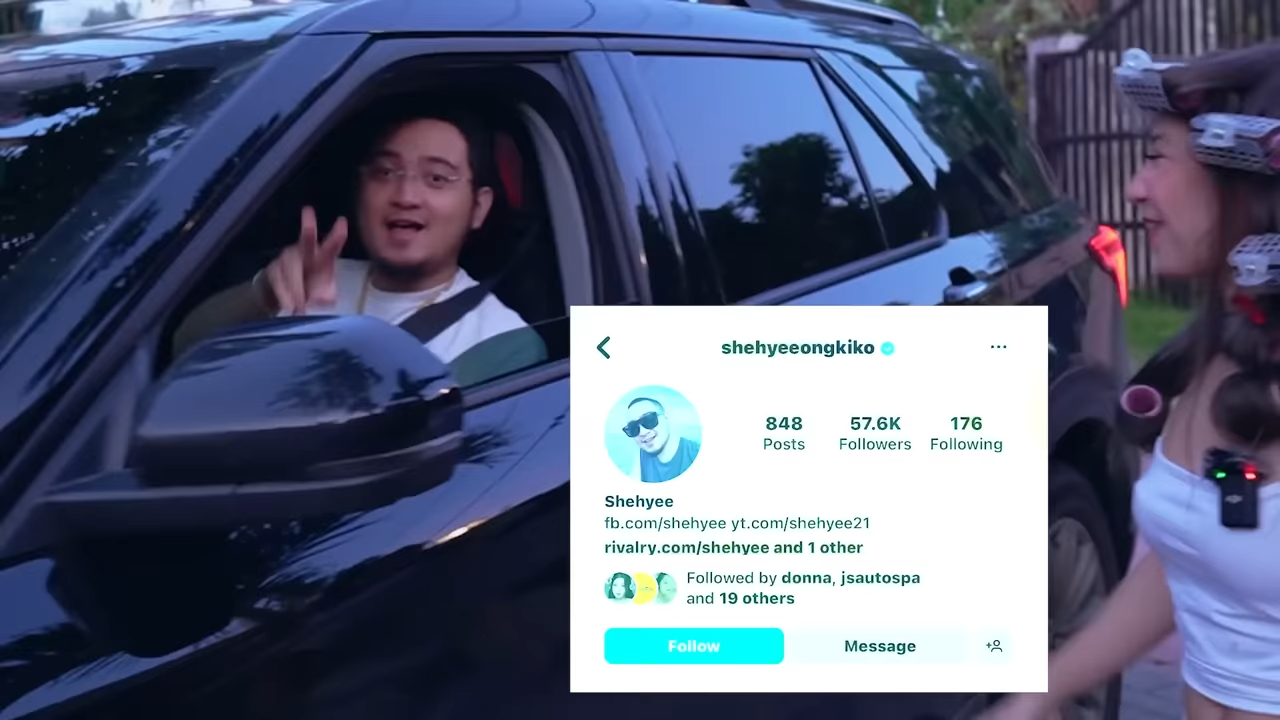 shehyeeongkiko
848 57.6K 176
Posts Followers Following
Shehyee
fb.com/shehyee yt.com/shehyee21
rivalry.com/shehyee and 1 other
Followed by donna, jsautospa
and 19 others
Follow Message
dji